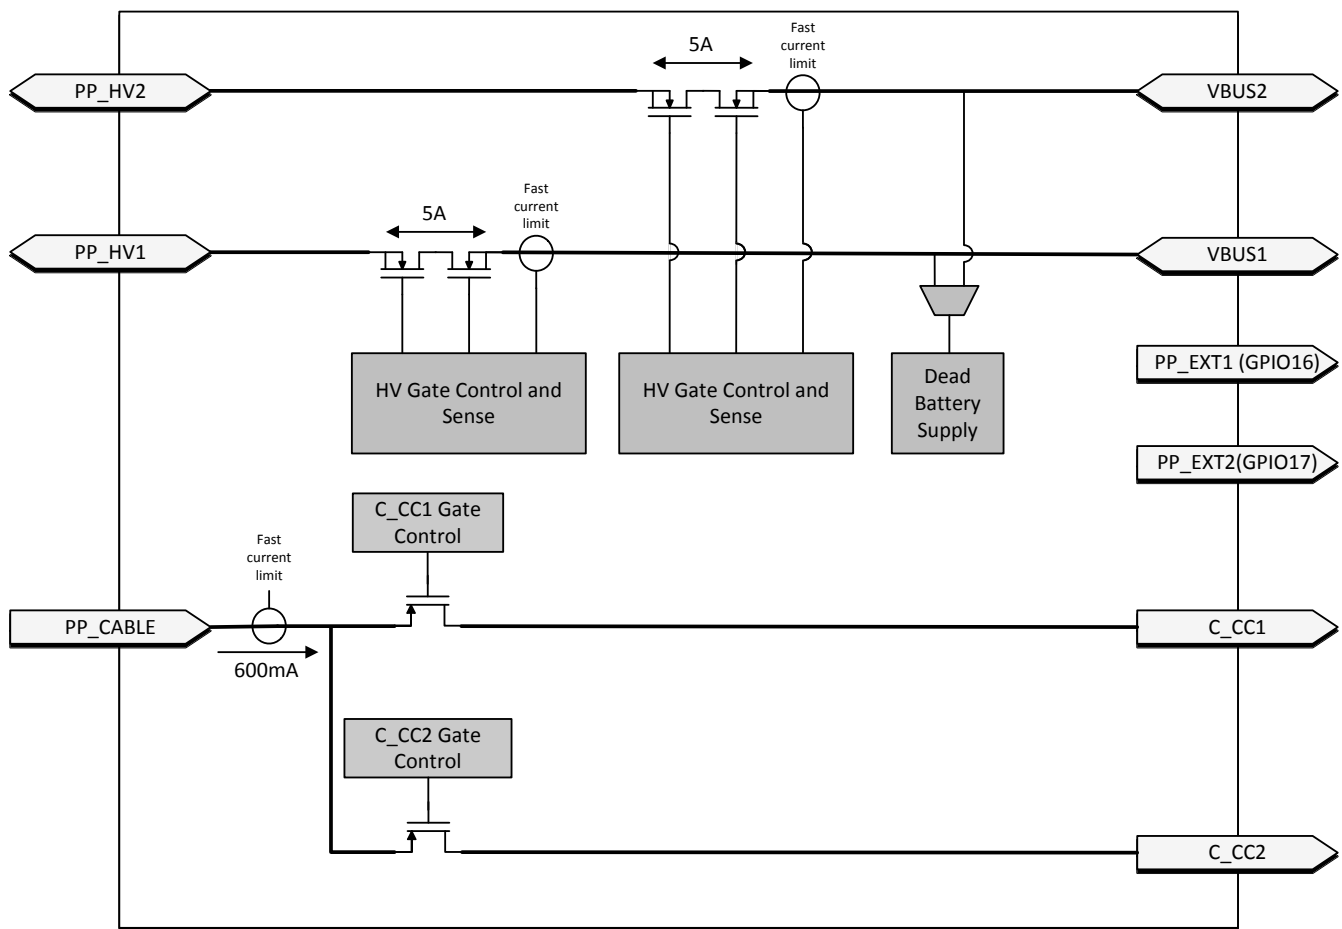 5A
Fast
current
limit
PP_HV2
VBUS2
5A
Fast
current
limit
PP_HV1
VBUS1
HV Gate Control and
Sense
HV Gate Control and
Sense
Dead
Battery
Supply
PP_EXT1 (GPIO16)
PP_EXT2(GPIO17)
C_CC1 Gate
Control
Fast
current
limit
PP_CABLE
600mA
C_CC1
C_CC2 Gate
Control
C_CC2